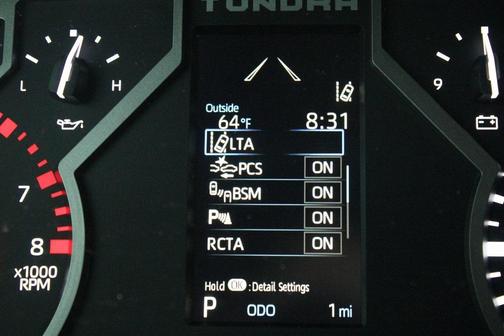 TUNDRA
L H
9
Outside
64°F 8:31
LTA
PCS ON
BSM ON
P ON
RCTA ON
7
8
x1000
RPM
Hold OK :Detail Settings
P ODO 1 mi